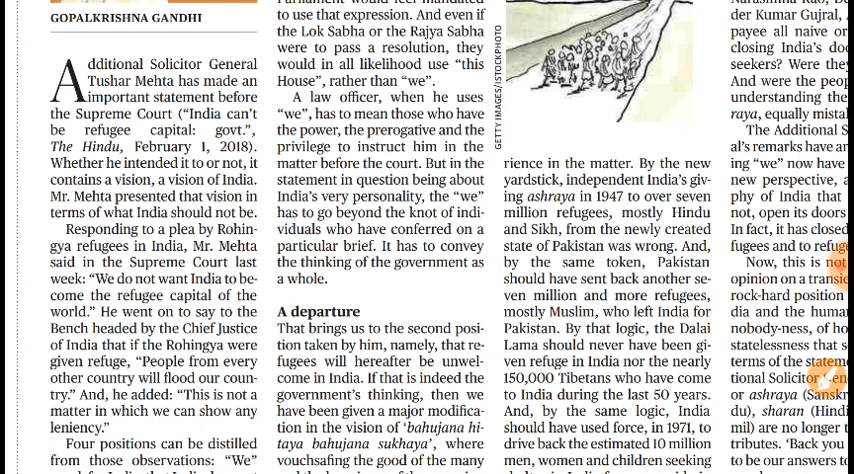 GOPALKRISHNA GANDHI
Additional Solicitor General
Tushar Mehta has made an
important statement before
the Supreme Court (“India can’t
be refugee capital: govt.”,
The Hindu, February 1, 2018).
Whether he intended it or not, it
contains a vision, a vision of India.
Mr. Mehta presented that vision in
terms of what India should not be.
Responding to a plea by Rohin-
gya refugees in India, Mr. Mehta
said in the Supreme Court last
week: “We do not want India to be-
come the refugee capital of the
world.” He went on to say to the
Bench headed by the Chief Justice
of India that if the Rohingya were
given refuge, “People from every
other country will flood our coun-
try.” And, he added: “This is not a
matter in which we can show any
leniency.”
Four positions can be distilled
from those observations: “We”
to use that expression. And even if
the Lok Sabha or the Rajya Sabha
were to pass a resolution, they
would in all likelihood use “this
House”, rather than “we”.
A law officer, when he uses
“we”, has to mean those who have
the power, the prerogative and the
privilege to instruct him in the
matter before the court. But in the
statement in question being about
India’s very personality, the “we”
has to go beyond the knot of indi-
viduals who have conferred on a
particular brief. It has to convey
the thinking of the government as
a whole.
A departure
That brings us to the second posi-
tion taken by him, namely, that re-
fugees will hereafter be unwel-
come in India. If that is indeed the
government’s thinking, then we
have been given a major modifica-
tion in the vision of ‘bahujana hi-
taya bahujana sukhaya’, where
vouchsafing the good of the many
GETTY IMAGES/ISTOCKPHOTO
rience in the matter. By the new
yardstick, independent India’s giv-
ing ashraya in 1947 to over seven
million refugees, mostly Hindu
and Sikh, from the newly created
state of Pakistan was wrong. And,
by the same token, Pakistan
should have sent back another se-
ven million and more refugees,
mostly Muslim, who left India for
Pakistan. By that logic, the Dalai
Lama should never have been gi-
ven refuge in India nor the nearly
150,000 Tibetans who have come
to India during the last 50 years.
And, by the same logic, India
should have used force, in 1971, to
drive back the estimated 10 million
men, women and children seeking
der Kumar Gujral,
payee all naive or
closing India’s do
seekers? Were they
And were the peop
understanding the
raya, equally mista
The Additional S
al’s remarks have a
ing “we” now have
new perspective, a
phy of India that
not, open its doors
In fact, it has closed
fugees and to refug
Now, this is not
opinion on a transie
rock-hard position
dia and the huma
nobody-ness, of ho
statelessness that s
terms of the statem
tional Solicitor Gen
or ashraya (Sanskr
du), sharan (Hindi
mil) are no longer t
tributes. ‘Back you
to be our answers to